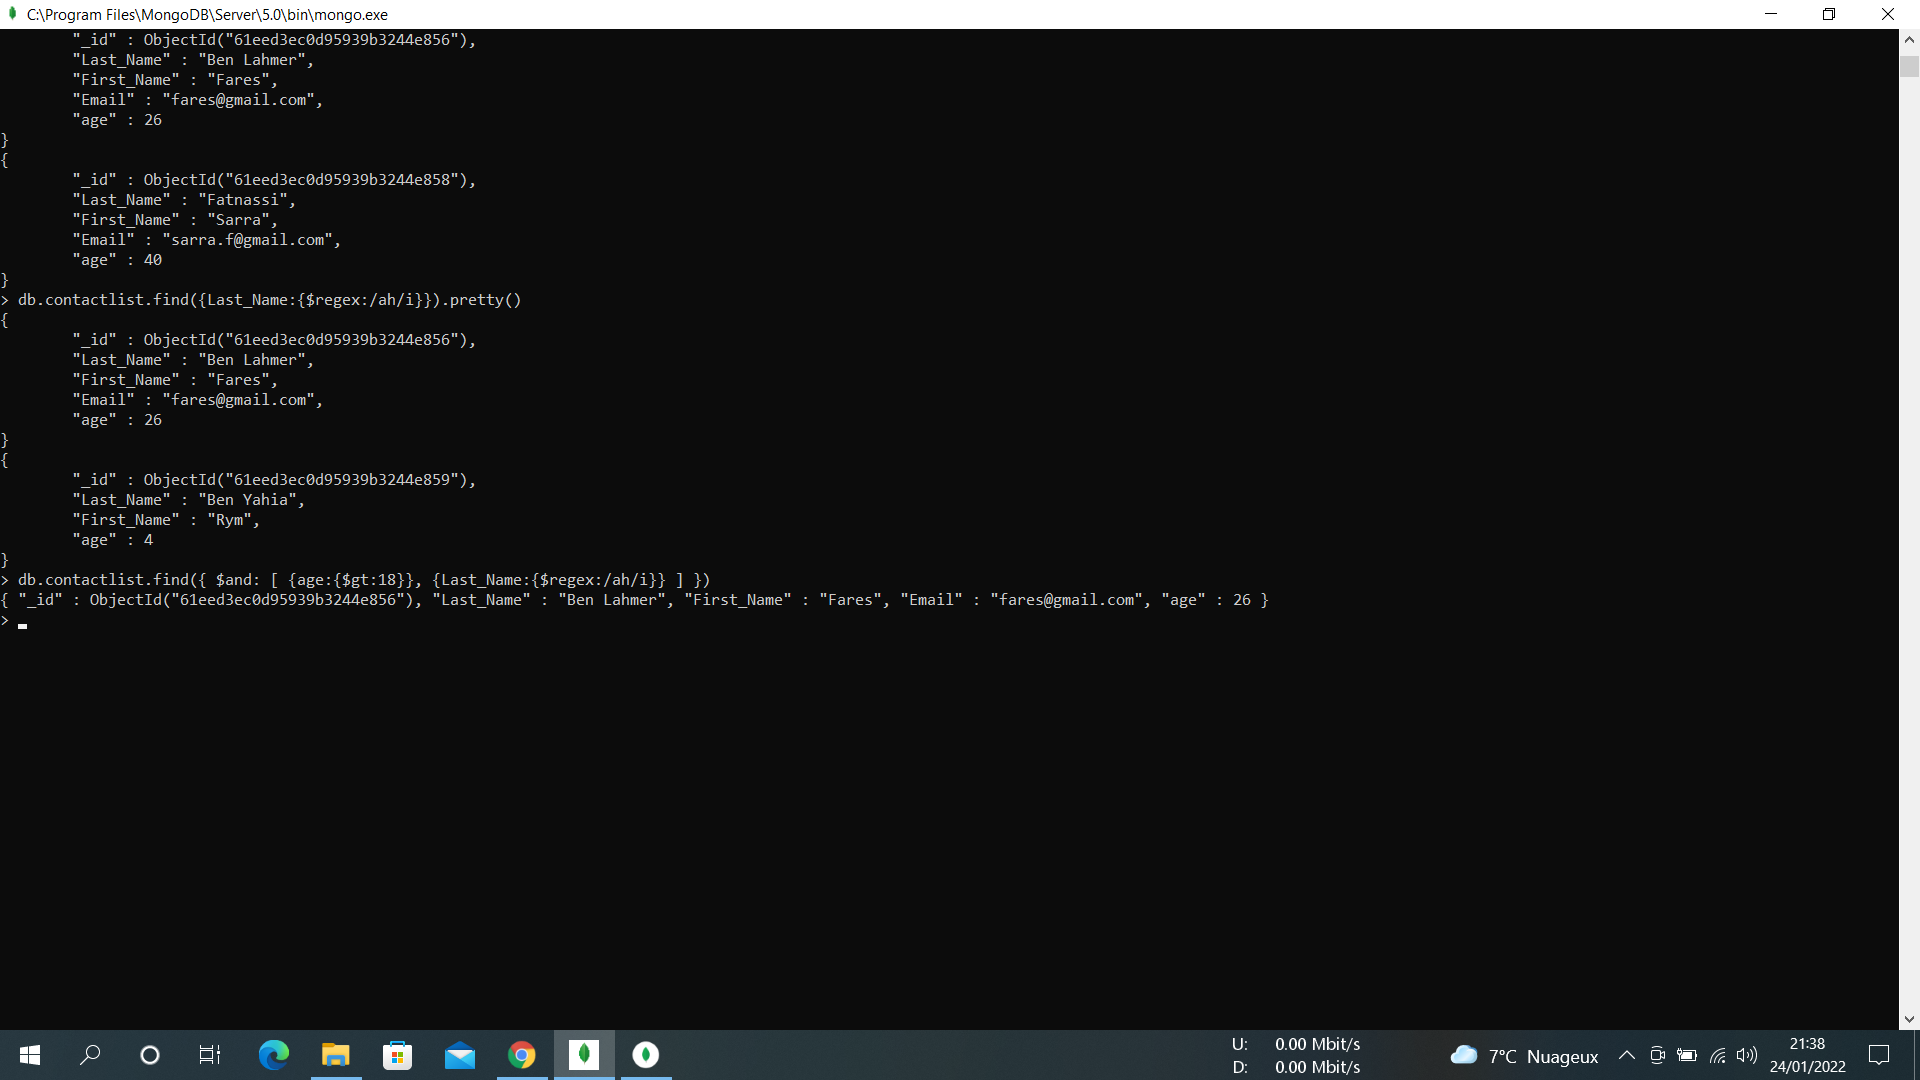 C:\Program Files\MongoDB\Server\5.0\bin\mongo.exe
        "_id" : ObjectId("61eed3ec0d95939b3244e856"),
        "Last_Name" : "Ben Lahmer",
        "First_Name" : "Fares",
        "Email" : "fares@gmail.com",
        "age" : 26
}
{
        "_id" : ObjectId("61eed3ec0d95939b3244e858"),
        "Last_Name" : "Fatnassi",
        "First_Name" : "Sarra",
        "Email" : "sarra.f@gmail.com",
        "age" : 40
}
> db.contactlist.find({Last_Name:{$regex:/ah/i}}).pretty()
{
        "_id" : ObjectId("61eed3ec0d95939b3244e856"),
        "Last_Name" : "Ben Lahmer",
        "First_Name" : "Fares",
        "Email" : "fares@gmail.com",
        "age" : 26
}
{
        "_id" : ObjectId("61eed3ec0d95939b3244e859"),
        "Last_Name" : "Ben Yahia",
        "First_Name" : "Rym",
        "age" : 4
}
> db.contactlist.find({ $and: [ {age:{$gt:18}}, {Last_Name:{$regex:/ah/i}} ] })
{ "_id" : ObjectId("61eed3ec0d95939b3244e856"), "Last_Name" : "Ben Lahmer", "First_Name" : "Fares", "Email" : "fares@gmail.com", "age" : 26 }
>
U: 0.00 Mbit/s
D: 0.00 Mbit/s
7°C Nuageux
21:38
24/01/2022